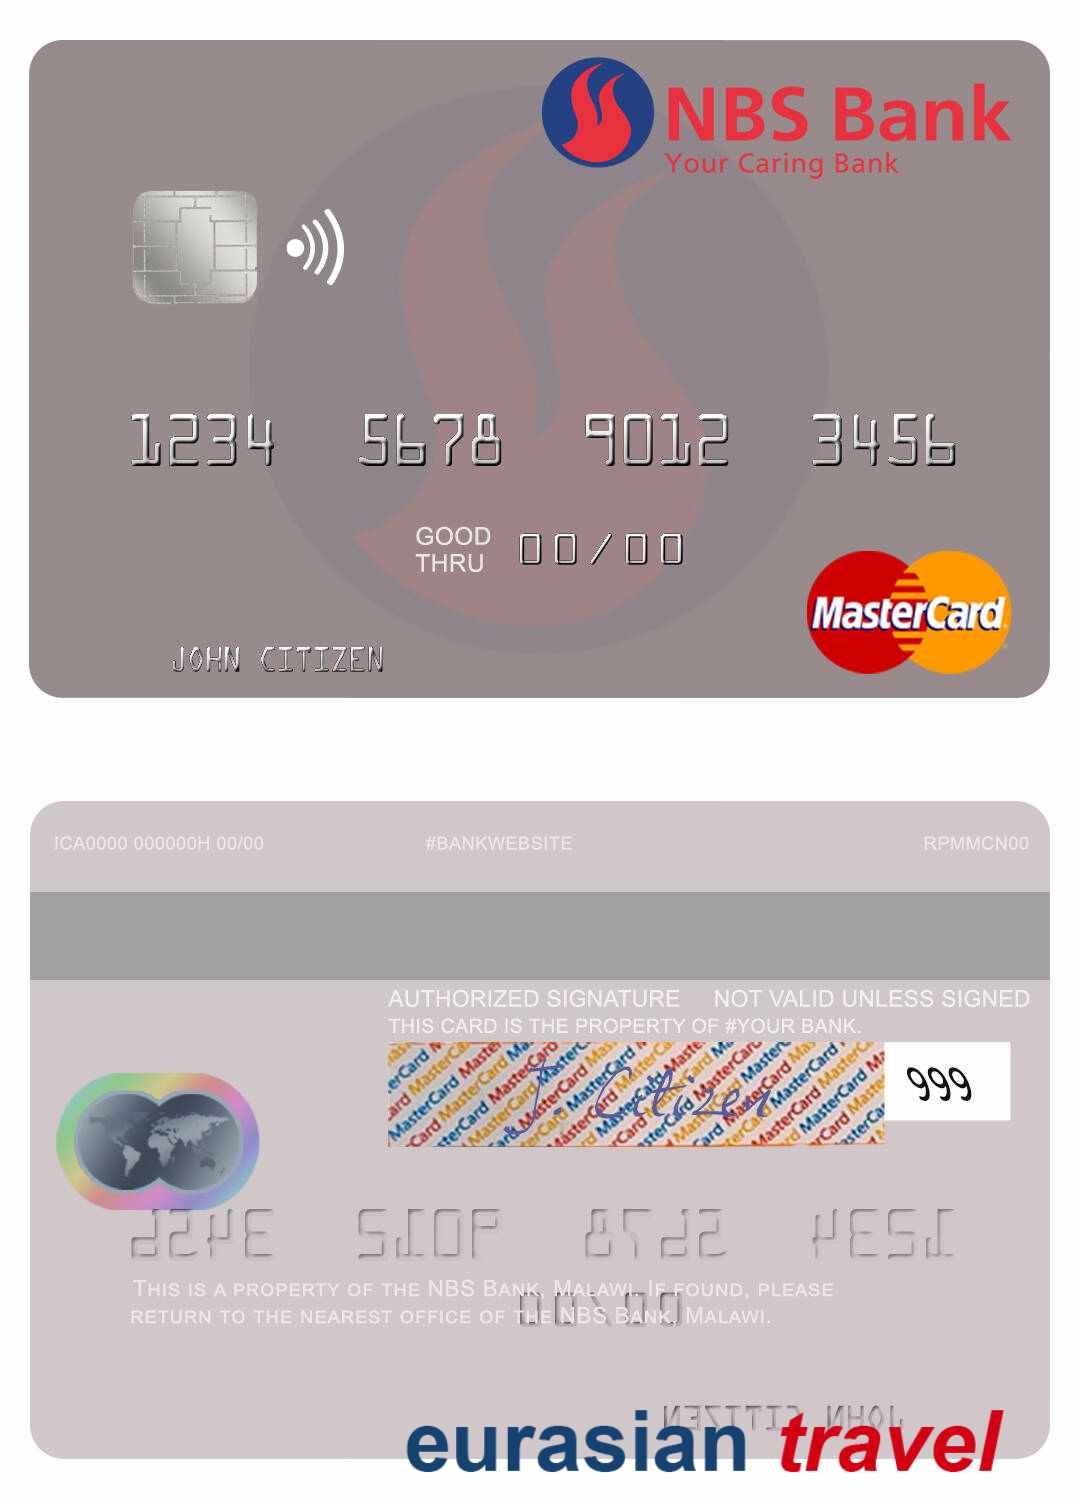 NBS Bank
Your Caring Bank
1234 5678 9012 3456
GOOD
THRU
00/00
MasterCard
JOHN CITIZEN
ICA0000 000000H 00/00 #BANKWEBSITE RPMMCN00
AUTHORIZED SIGNATURE NOT VALID UNLESS SIGNED
THIS CARD IS THE PROPERTY OF #YOUR BANK.
J. Citizen
999
THIS IS A PROPERTY OF THE NBS BANK, MALAWI. IF FOUND, PLEASE
RETURN TO THE NEAREST OFFICE OF THE NBS BANK, MALAWI.
eurasian travel